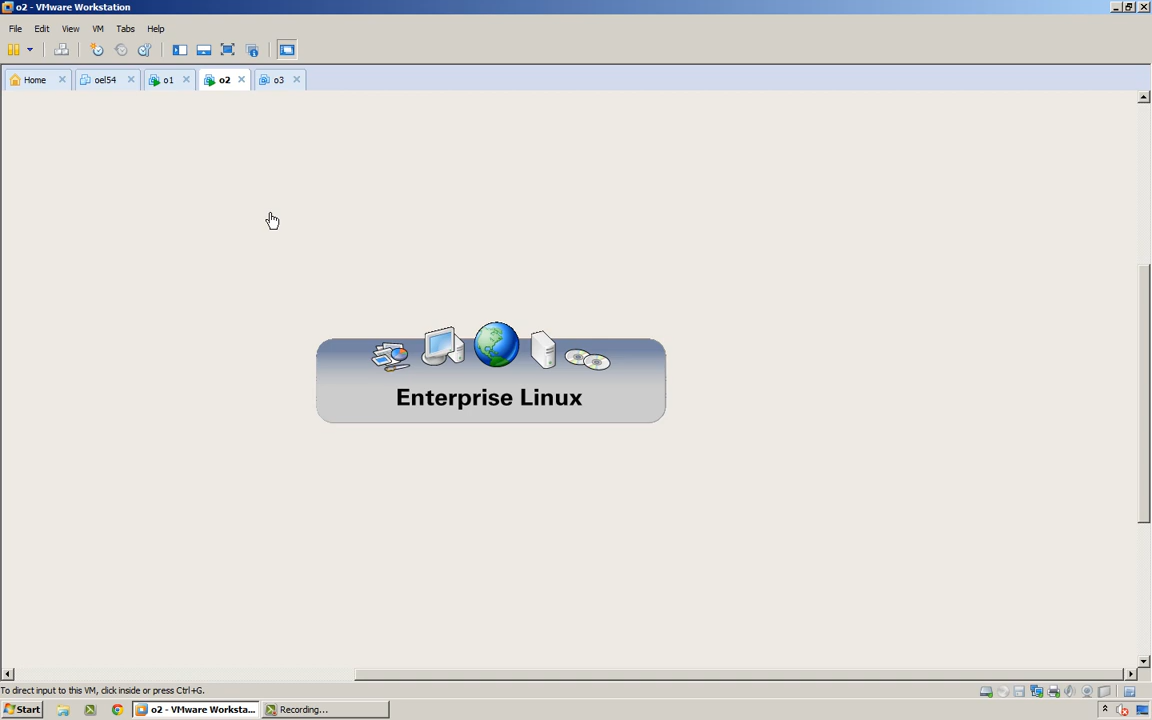 o2 - VMware Workstation
File Edit View VM Tabs Help
Home oel54 o1 o2 o3
Enterprise Linux
To direct input to this VM, click inside or press Ctrl+G.
Start o2 - VMware Worksta... Recording...